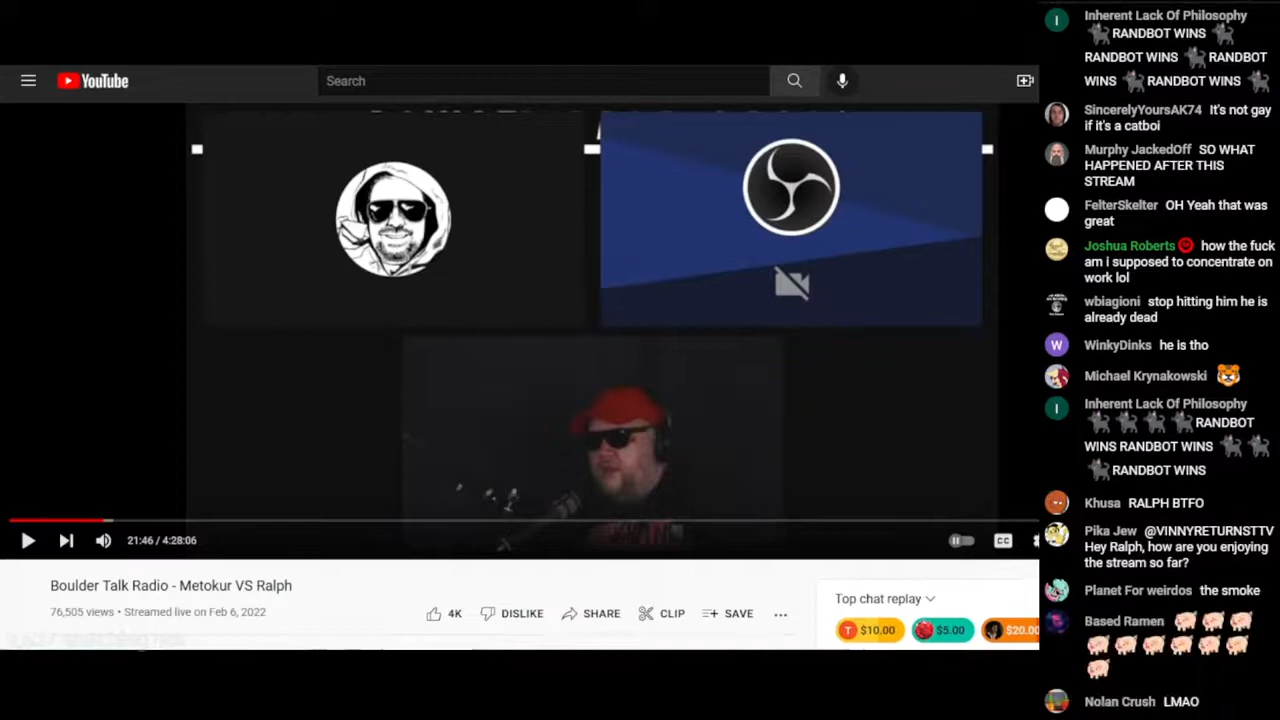 YouTube
Search
21:46 / 4:28:06
CC
Boulder Talk Radio - Metokur VS Ralph
76,505 views • Streamed live on Feb 6, 2022
4K
DISLIKE
SHARE
CLIP
SAVE
Top chat replay
T
$10.00
$5.00
$20.00
I
Inherent Lack Of Philosophy
RANDBOT WINS
RANDBOT WINS RANDBOT
WINS RANDBOT WINS
SincerelyYoursAK74 It's not gay
if it's a catboi
Murphy JackedOff SO WHAT
HAPPENED AFTER THIS
STREAM
FelterSkelter OH Yeah that was
great
Joshua Roberts how the fuck
am i supposed to concentrate on
work lol
wbiagioni stop hitting him he is
already dead
W
WinkyDinks he is tho
Michael Krynakowski
I
Inherent Lack Of Philosophy
RANDBOT
WINS RANDBOT WINS
RANDBOT WINS
Khusa RALPH BTFO
Pika Jew @VINNYRETURNSTTV
Hey Ralph, how are you enjoying
the stream so far?
Planet For weirdos the smoke
Based Ramen
Nolan Crush LMAO